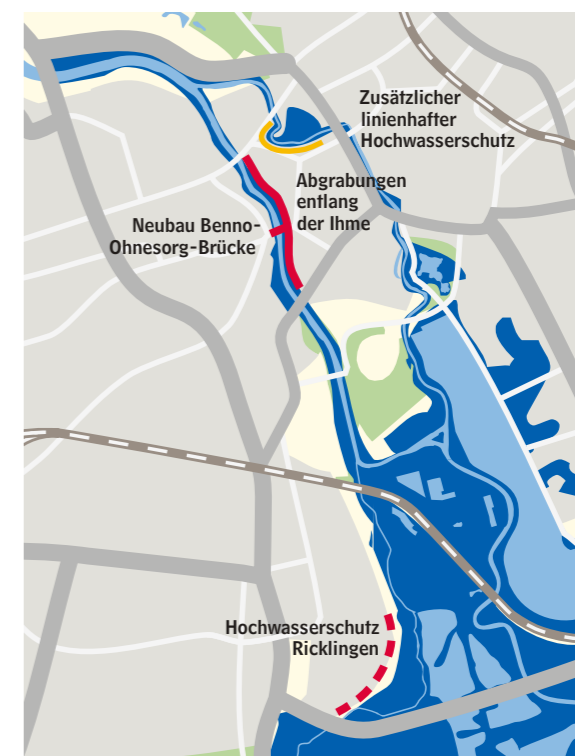 Zusätzlicher
linienhafter
Hochwasserschutz
Abgrabungen
entlang
der Ihme
Neubau Benno-
Ohnesorg-Brücke
Hochwasserschutz
Ricklingen